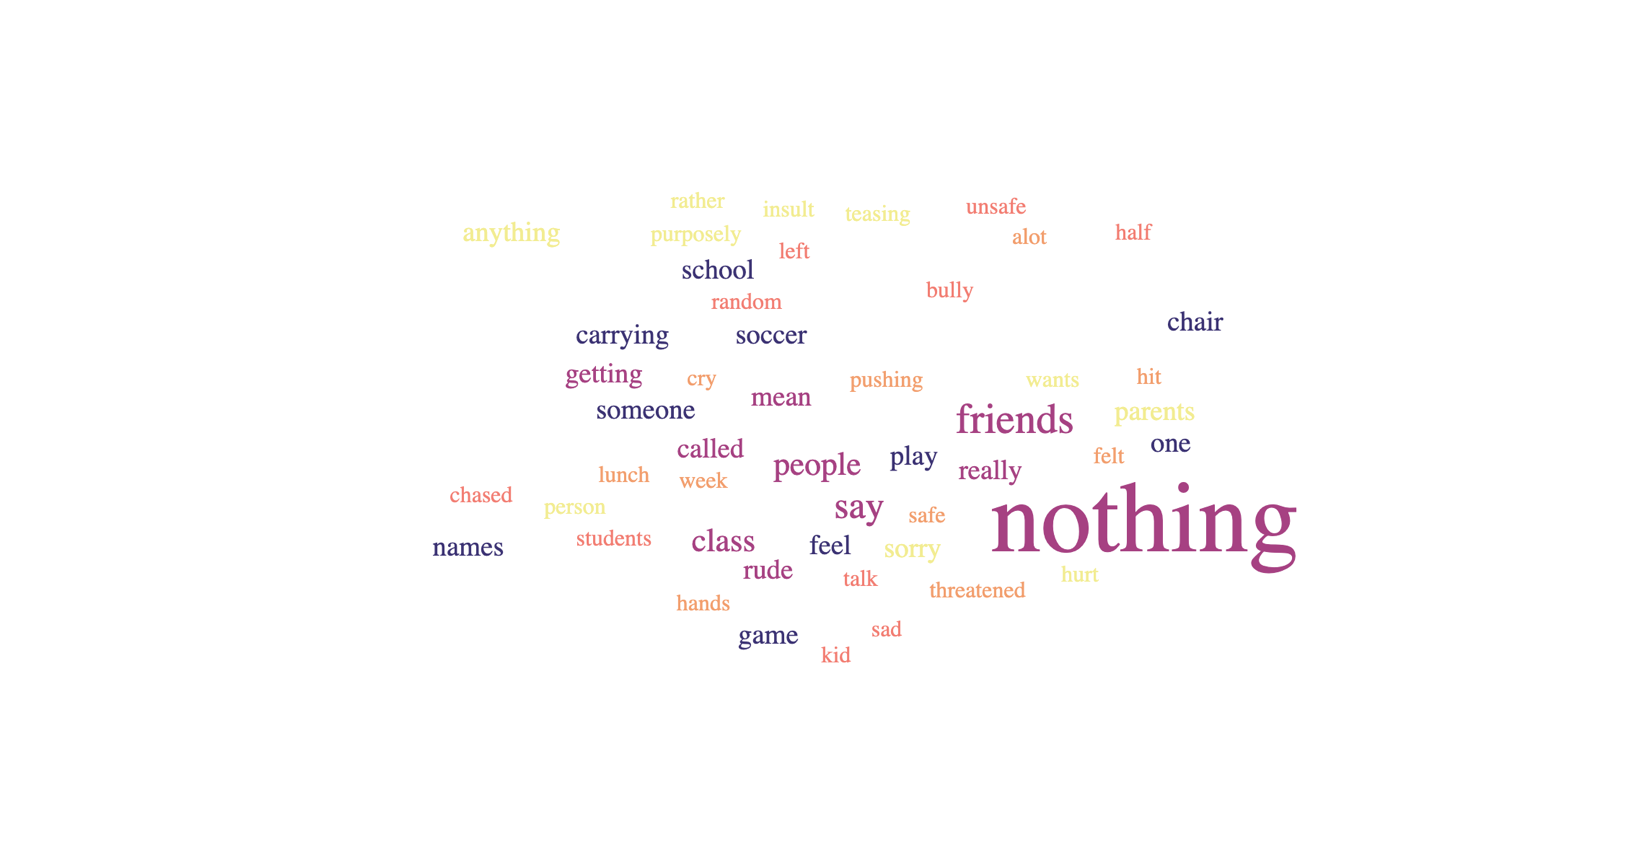 rather
insult
teasing
unsafe
anything
purposely
alot
half
left
school
bully
random
chair
carrying
soccer
getting
cry
pushing
wants
hit
mean
someone
friends
parents
called
people
play
really
felt
one
lunch
week
chased
person
say
safe
nothing
students
class
names
feel
sorry
rude
talk
hurt
threatened
hands
game
sad
kid